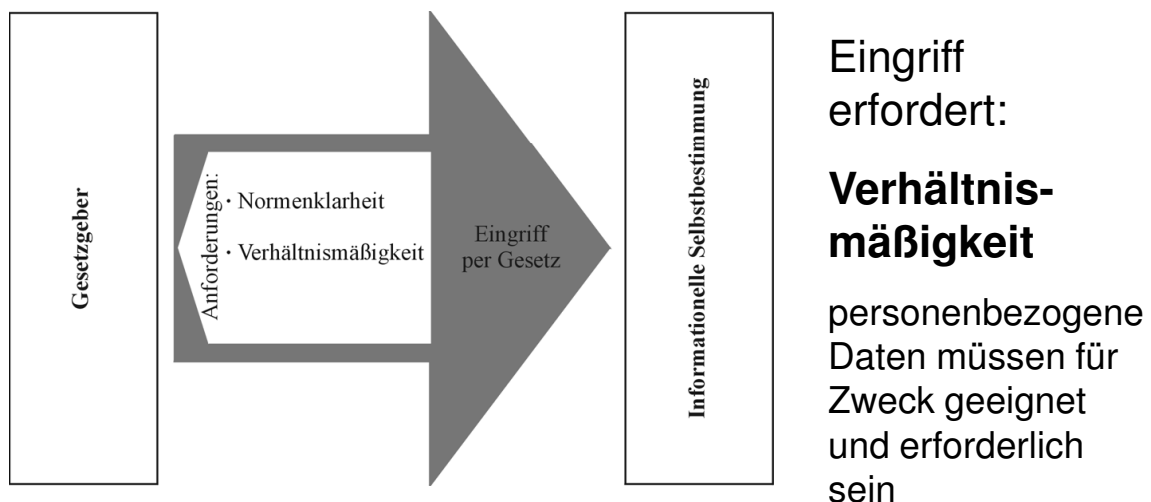 Gesetzgeber
Anforderungen:
· Normenklarheit
· Verhältnismäßigkeit
Eingriff
per Gesetz
Informationelle Selbstbestimmung
Eingriff
erfordert:
Verhältnis-
mäßigkeit
personenbezogene
Daten müssen für
Zweck geeignet
und erforderlich
sein